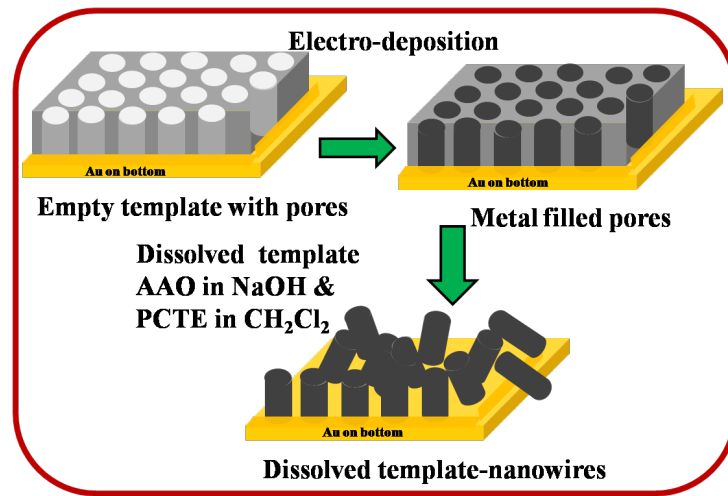 Electro-deposition
Au on bottom
Au on bottom
Empty template with pores
Metal filled pores
Dissolved template
AAO in NaOH &
PCTE in CH₂Cl₂
Au on bottom
Dissolved template-nanowires